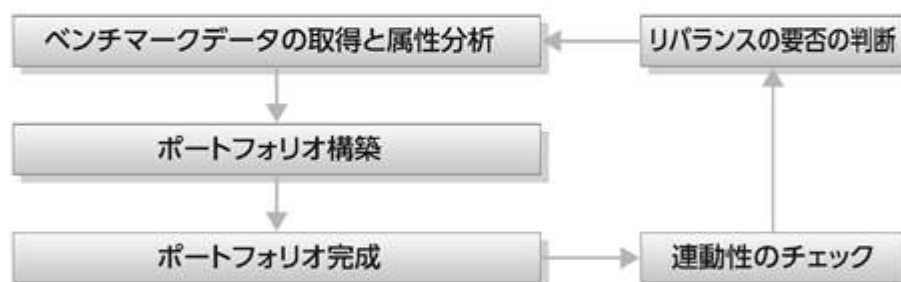 ベンチマークデータの取得と属性分析
リバランスの要否の判断
ポートフォリオ構築
ポートフォリオ完成
連動性のチェック